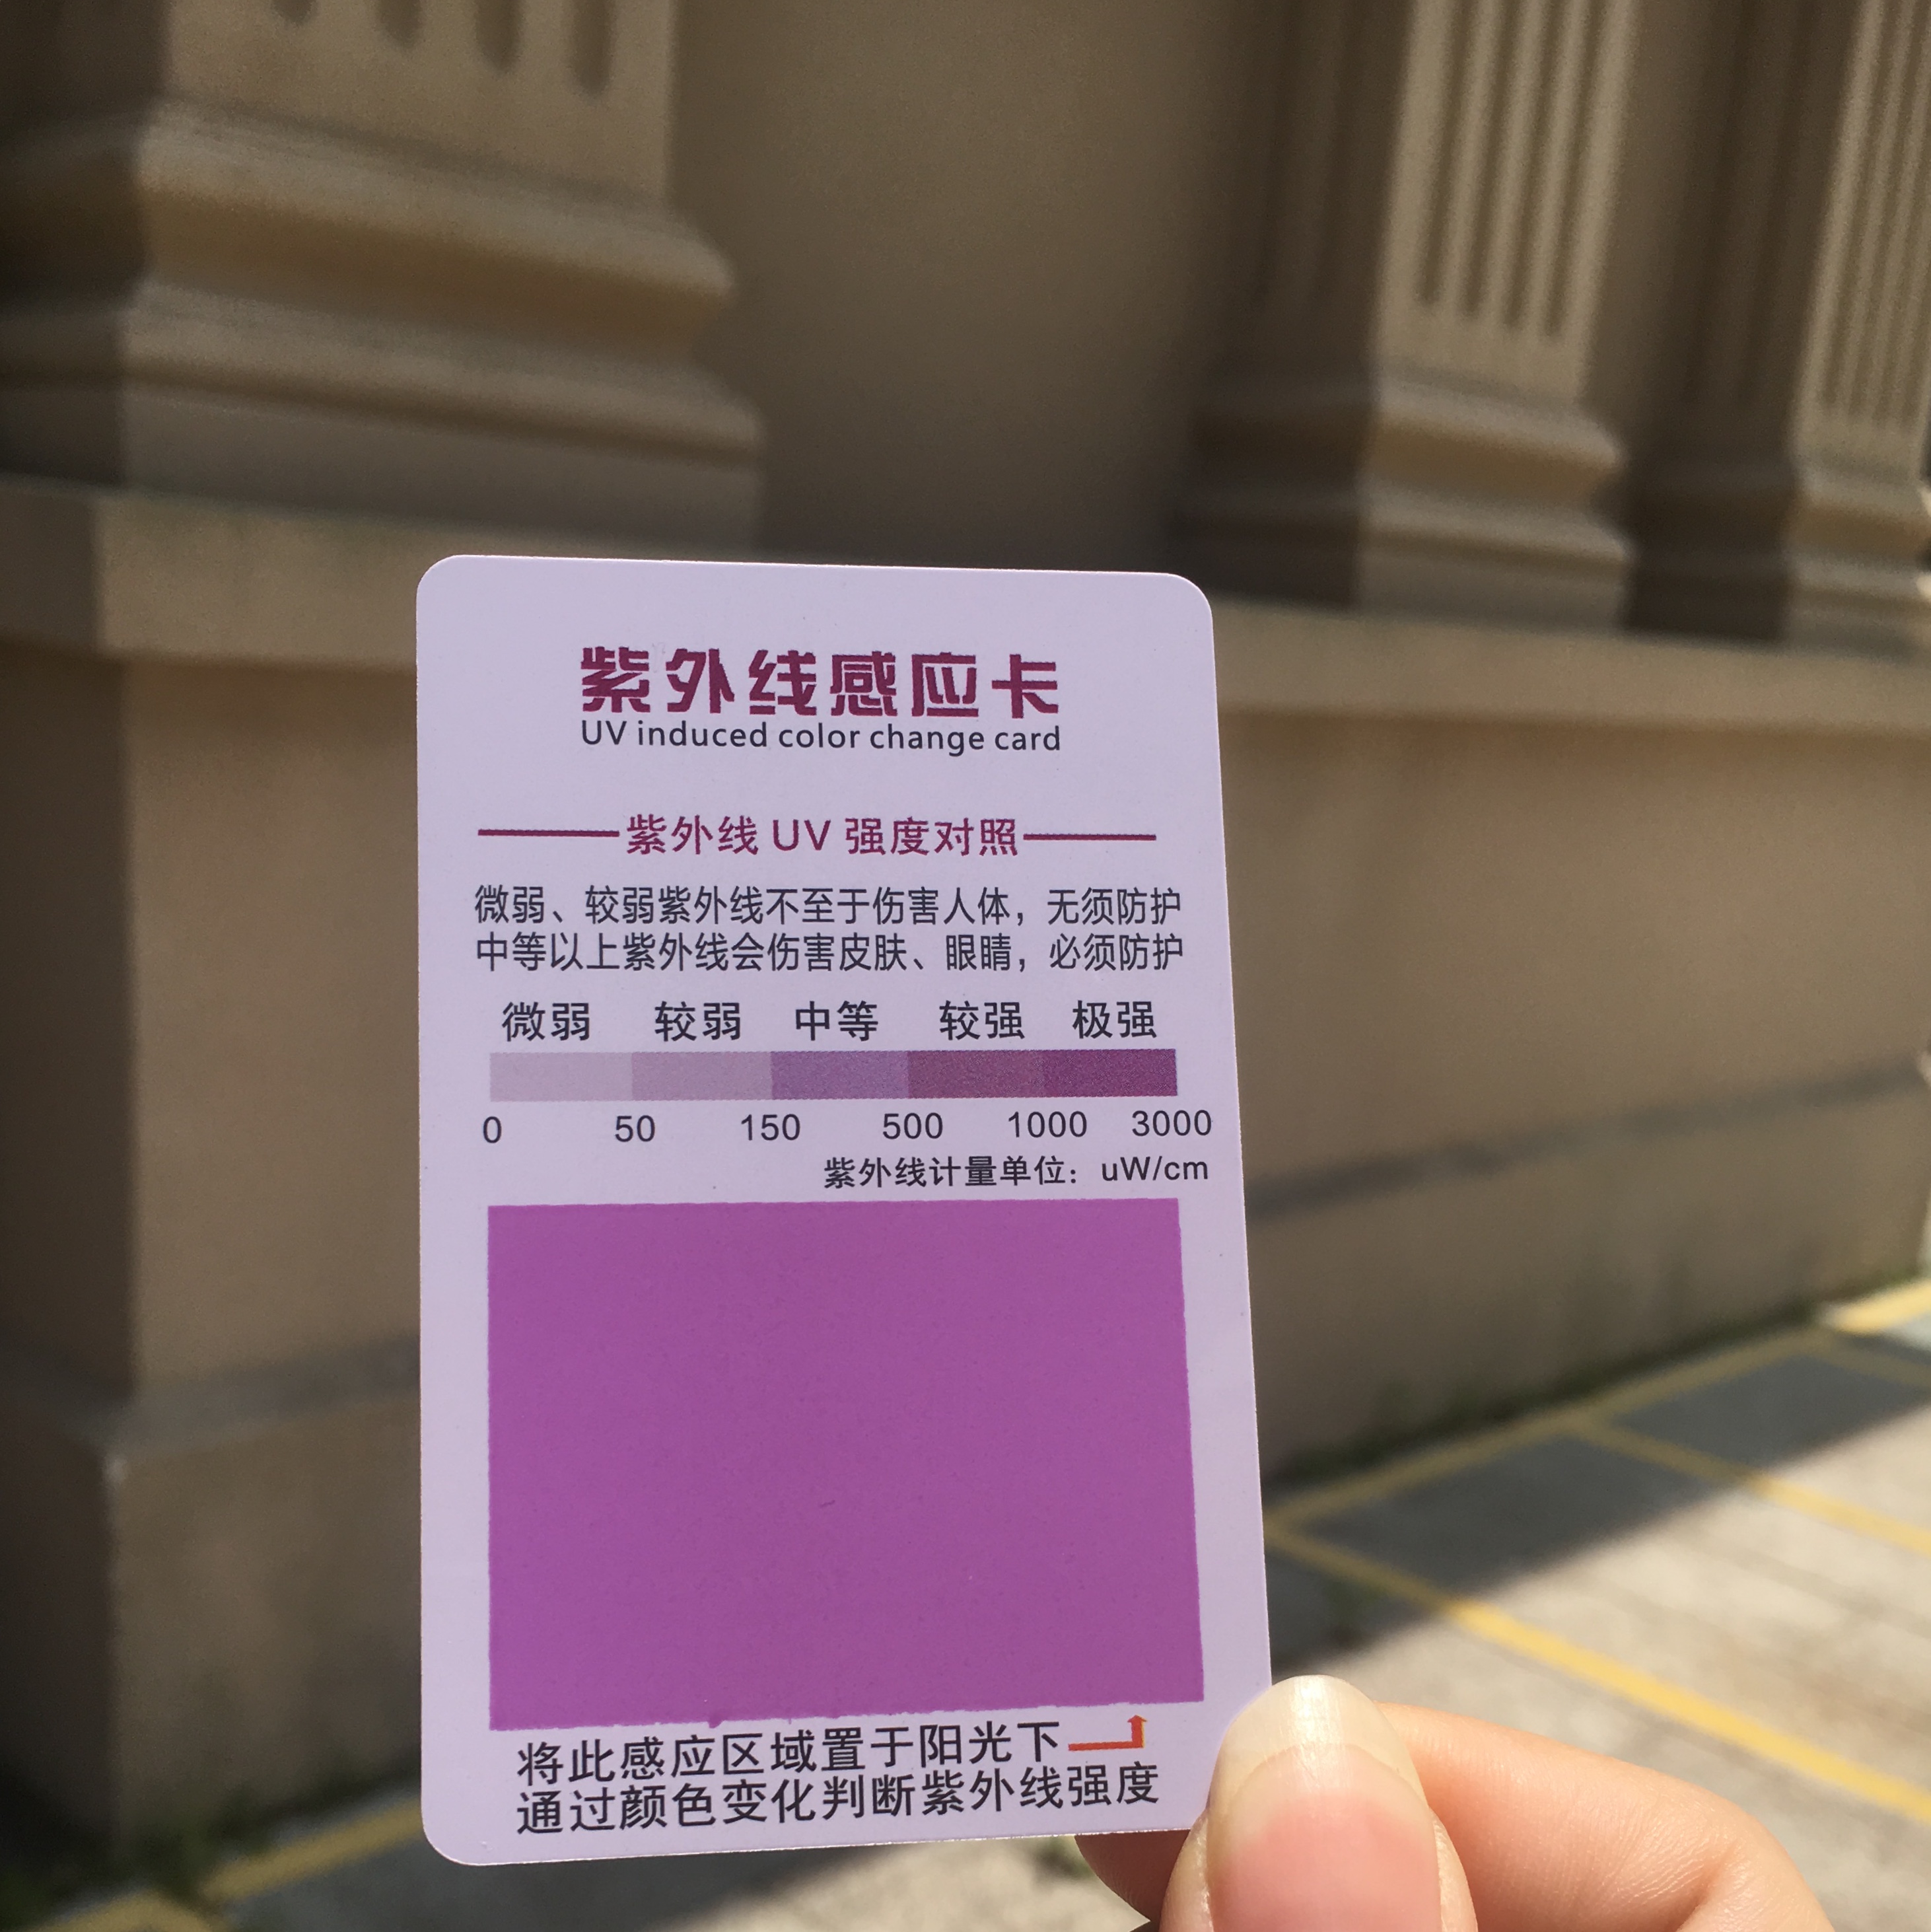 紫外线感应卡
UV induced color change card
紫外线 UV 强度对照
微弱、较弱紫外线不至于伤害人体，无须防护
中等以上紫外线会伤害皮肤、眼睛，必须防护
微弱 较弱 中等 较强 极强
0 50 150 500 1000 3000
紫外线计量单位：uW/cm
将此感应区域置于阳光下
通过颜色变化判断紫外线强度